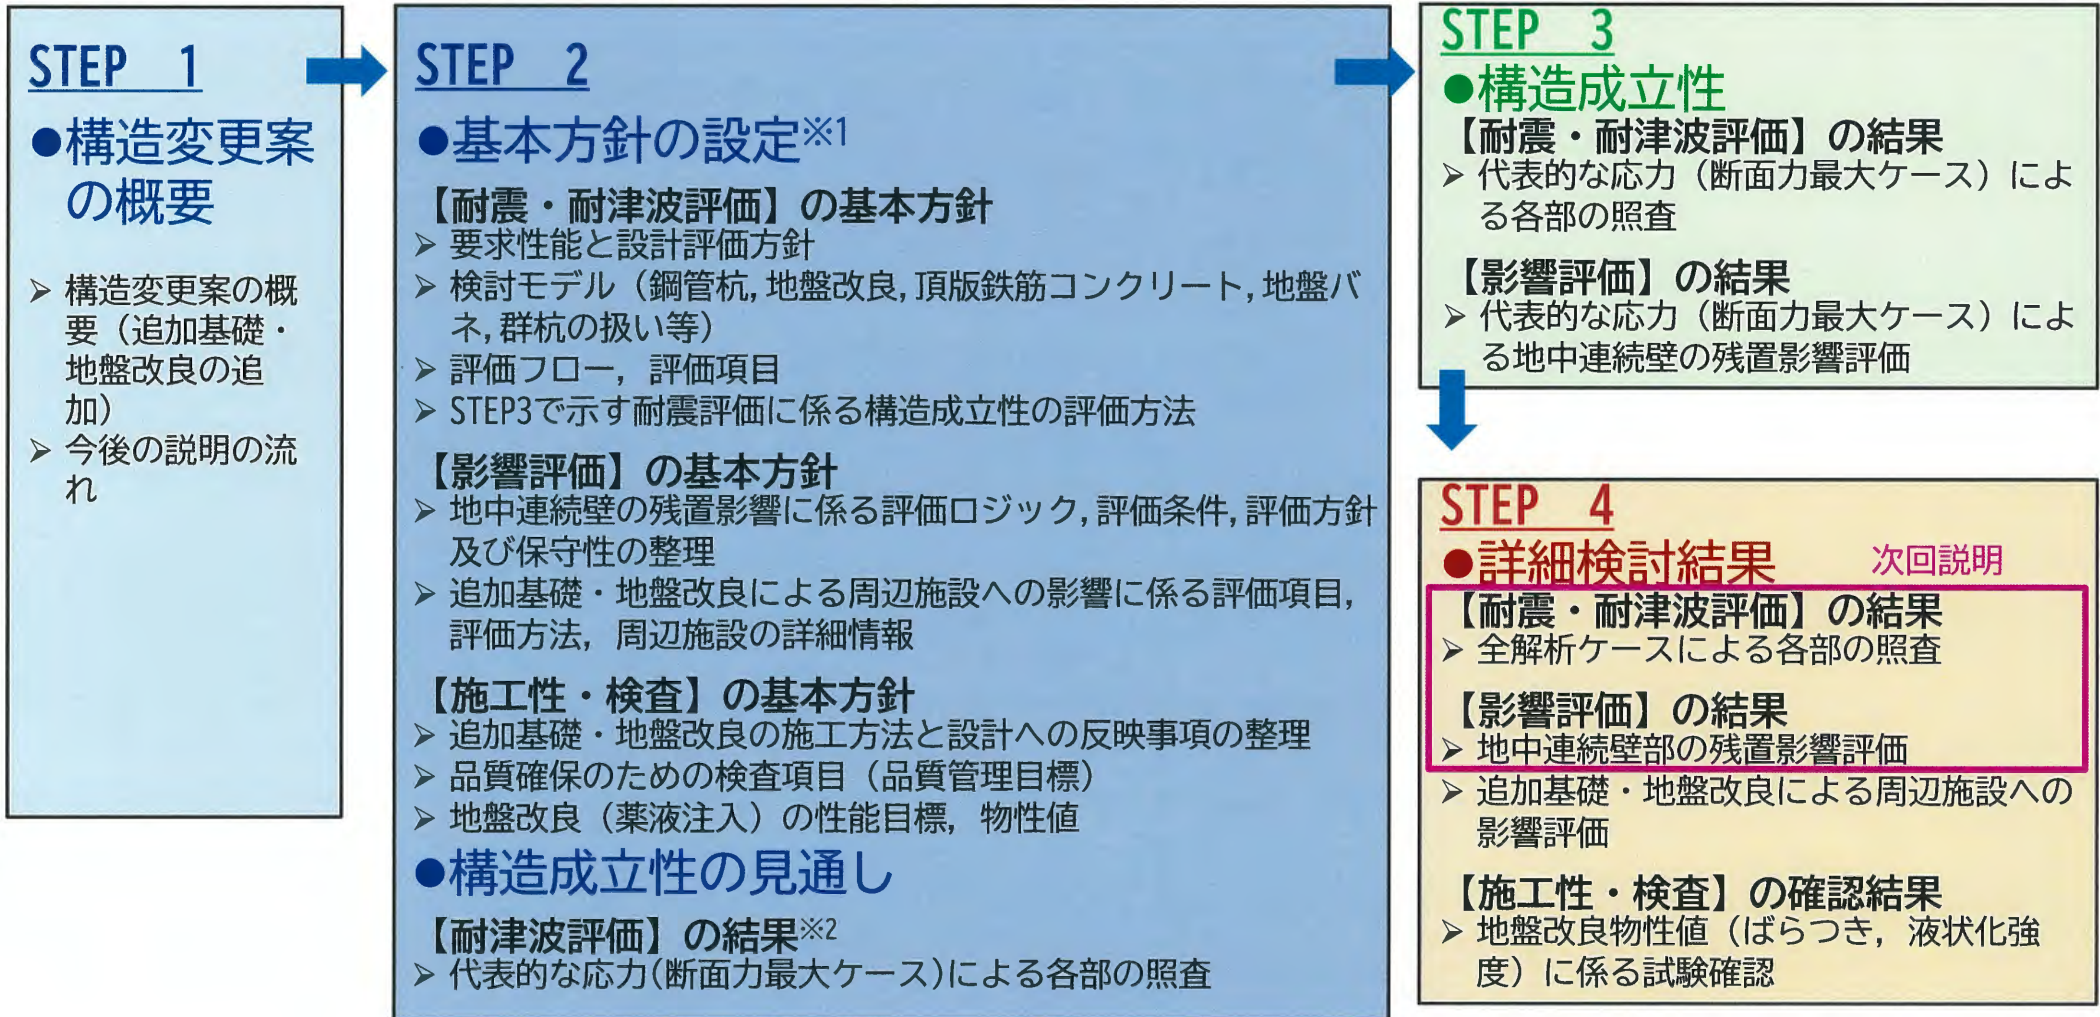 STEP 1
●構造変更案
の概要
➢ 構造変更案の概
要（追加基礎・
地盤改良の追
加）
➢ 今後の説明の流
れ
STEP 2
●基本方針の設定※1
【耐震・耐津波評価】の基本方針
➢ 要求性能と設計評価方針
➢ 検討モデル（鋼管杭,地盤改良,頂版鉄筋コンクリート,地盤バ
ネ,群杭の扱い等）
➢ 評価フロー，評価項目
➢ STEP3で示す耐震評価に係る構造成立性の評価方法
【影響評価】の基本方針
➢ 地中連続壁の残置影響に係る評価ロジック,評価条件,評価方針
及び保守性の整理
➢ 追加基礎・地盤改良による周辺施設への影響に係る評価項目，
評価方法，周辺施設の詳細情報
【施工性・検査】の基本方針
➢ 追加基礎・地盤改良の施工方法と設計への反映事項の整理
➢ 品質確保のための検査項目（品質管理目標）
➢ 地盤改良（薬液注入）の性能目標，物性値
●構造成立性の見通し
【耐津波評価】の結果※2
➢ 代表的な応力(断面力最大ケース)による各部の照査
STEP 3
●構造成立性
【耐震・耐津波評価】の結果
➢ 代表的な応力（断面力最大ケース）によ
る各部の照査
【影響評価】の結果
➢ 代表的な応力（断面力最大ケース）によ
る地中連続壁の残置影響評価
STEP 4
●詳細検討結果 次回説明
【耐震・耐津波評価】の結果
➢ 全解析ケースによる各部の照査
【影響評価】の結果
➢ 地中連続壁部の残置影響評価
➢ 追加基礎・地盤改良による周辺施設への
影響評価
【施工性・検査】の確認結果
➢ 地盤改良物性値（ばらつき，液状化強
度）に係る試験確認